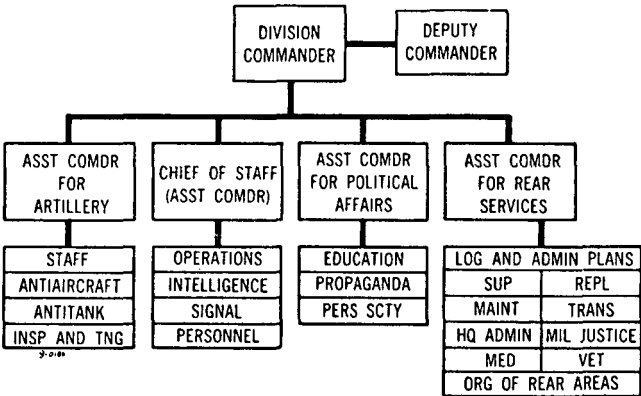 DIVISION
COMMANDER
DEPUTY
COMMANDER
ASST COMDR
FOR
ARTILLERY
CHIEF OF STAFF
(ASST COMDR)
ASST COMDR
FOR POLITICAL
AFFAIRS
ASST COMDR
FOR REAR
SERVICES
STAFF
ANTIAIRCRAFT
ANTITANK
INSP AND TNG
OPERATIONS
INTELLIGENCE
SIGNAL
PERSONNEL
EDUCATION
PROPAGANDA
PERS SCTY
LOG AND ADMIN PLANS
SUP
REPL
MAINT
TRANS
HQ ADMIN
MIL JUSTICE
MED
VET
ORG OF REAR AREAS